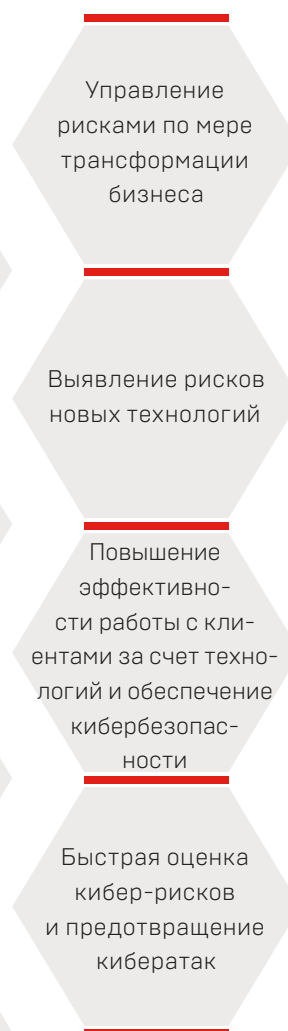 Управление
рисками по мере
трансформации
бизнеса
Выявление рисков
новых технологий
Повышение
эффективно-
сти работы с кли-
ентами за счет техно-
логий и обеспечение
кибербезопас-
ности
Быстрая оценка
кибер-рисков
и предотвращение
кибератак